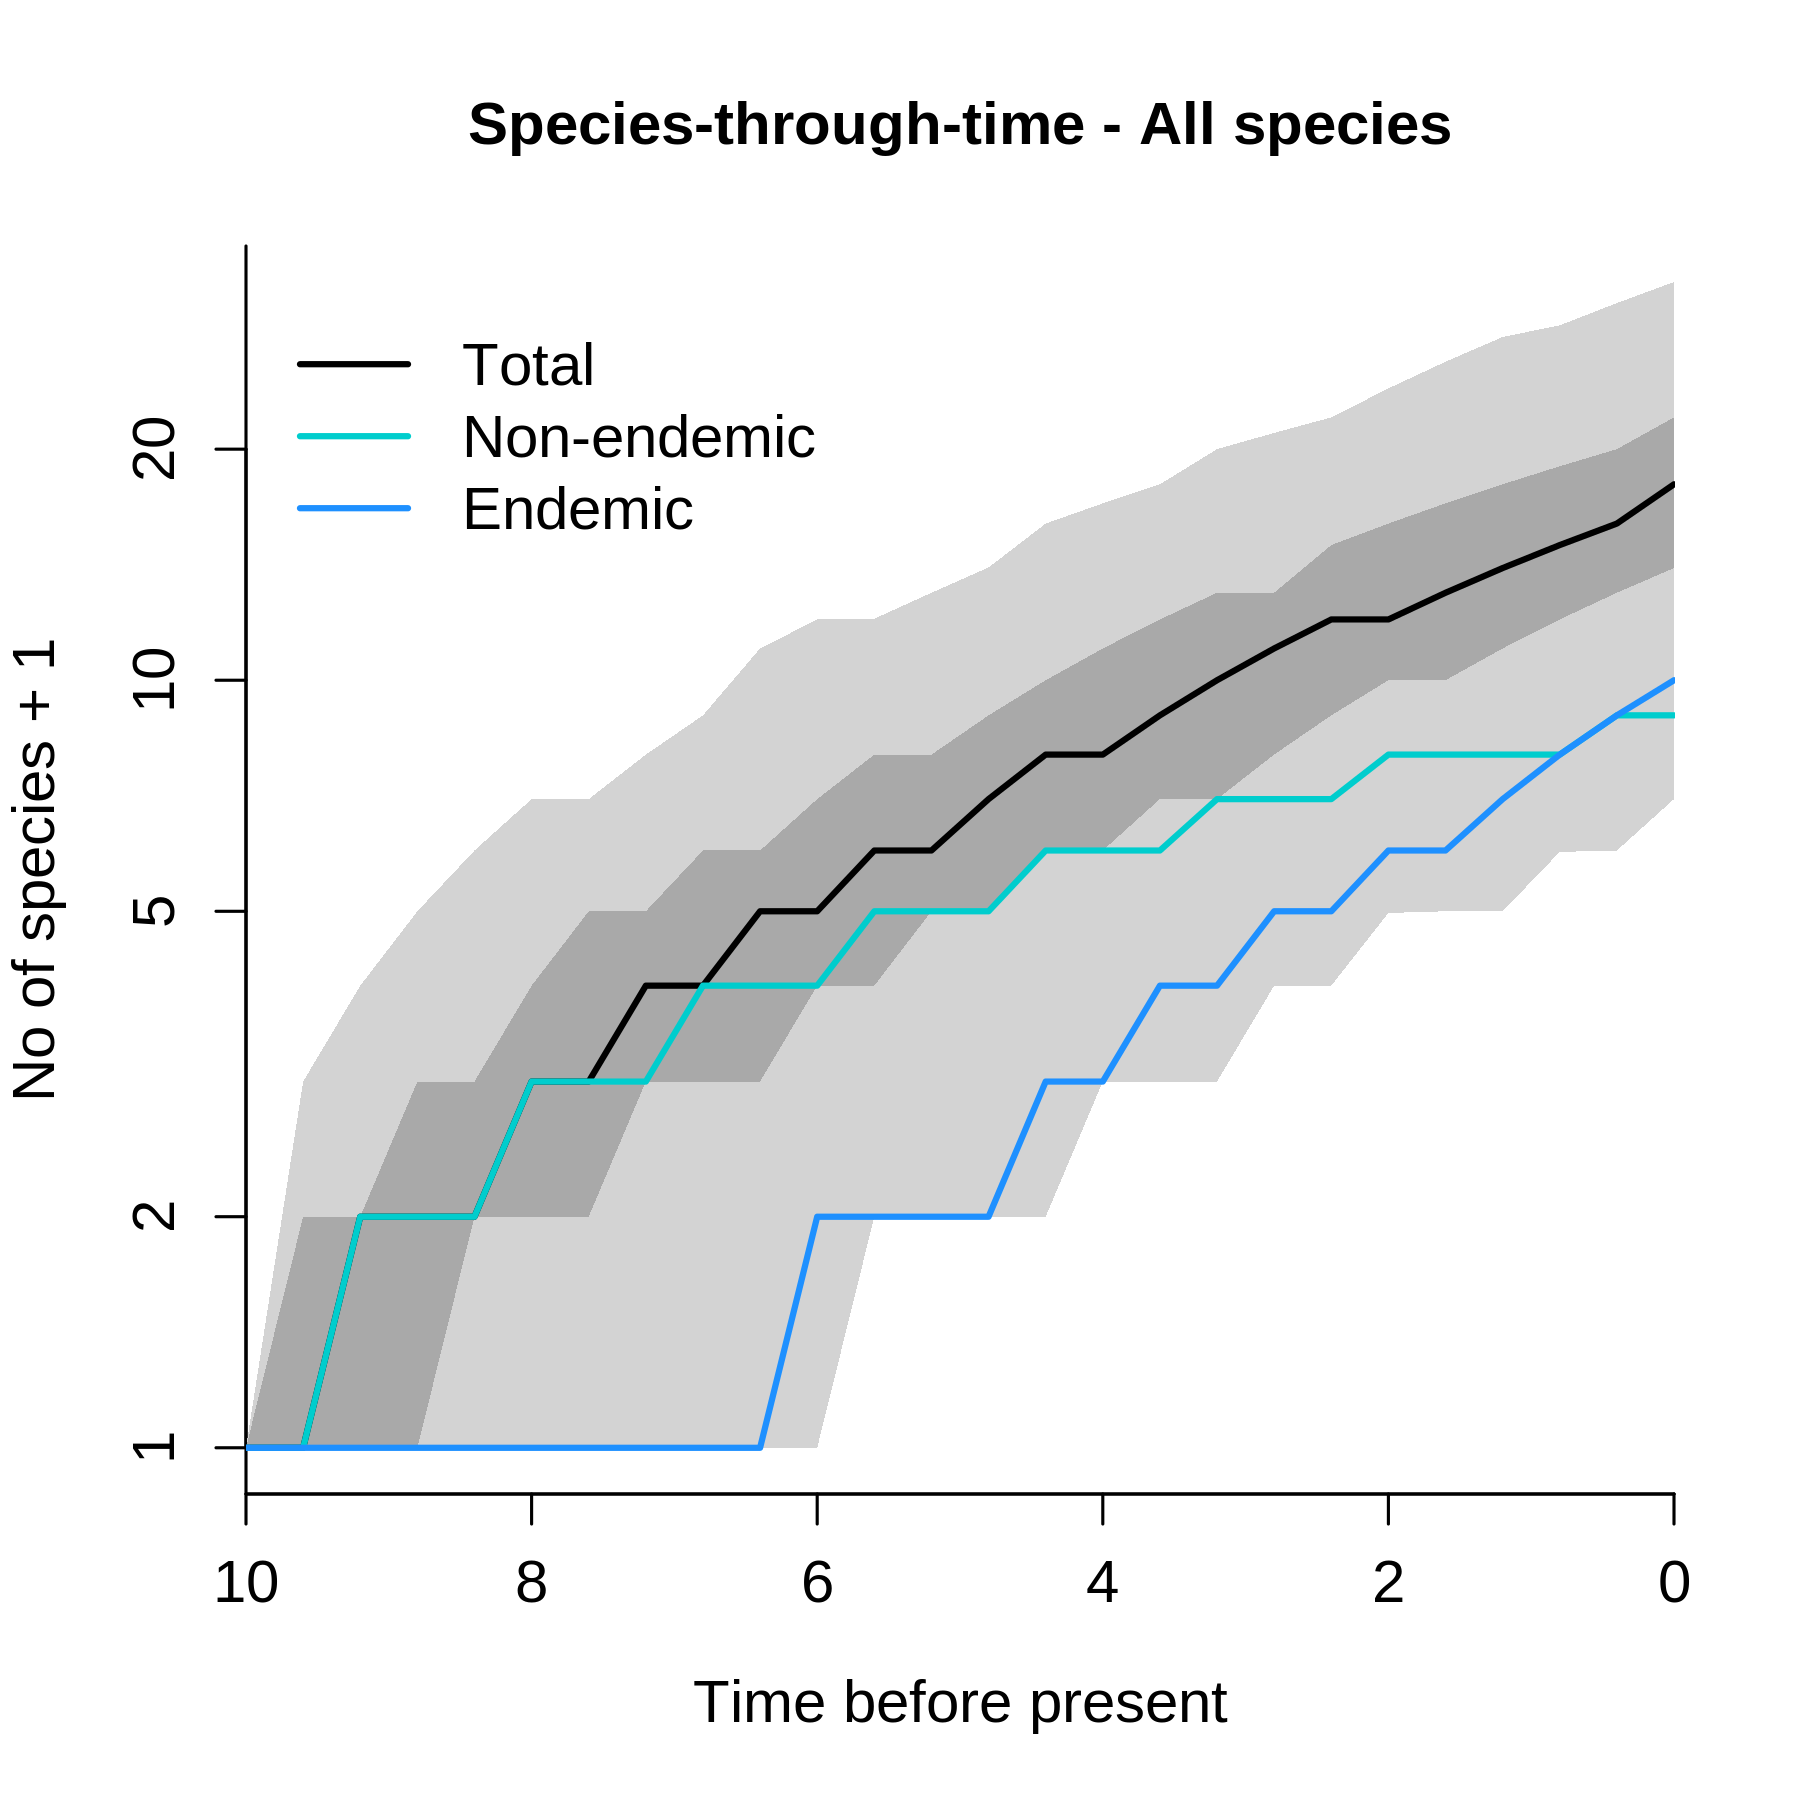 Species-through-time - All species
Total
Non-endemic
Endemic
No of species + 1
20
10
5
2
1
10 8 6 4 2 0
Time before present